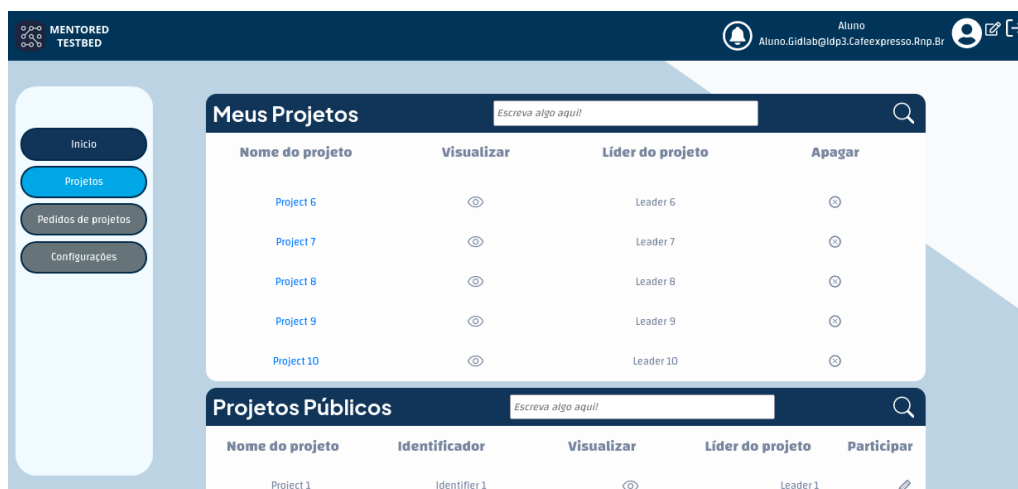 MENTORED
TESTBED
Aluno
Aluno.Gidlab@Idp3.Cafeexpresso.Rnp.Br
Inicio
Projetos
Pedidos de projetos
Configurações
Meus Projetos
Escreva algo aqui!
Nome do projeto Visualizar Líder do projeto Apagar
Project 6 Leader 6
Project 7 Leader 7
Project 8 Leader 8
Project 9 Leader 9
Project 10 Leader 10
Projetos Públicos
Escreva algo aqui!
Nome do projeto Identificador Visualizar Líder do projeto Participar
Project 1 Identifier 1 Leader 1